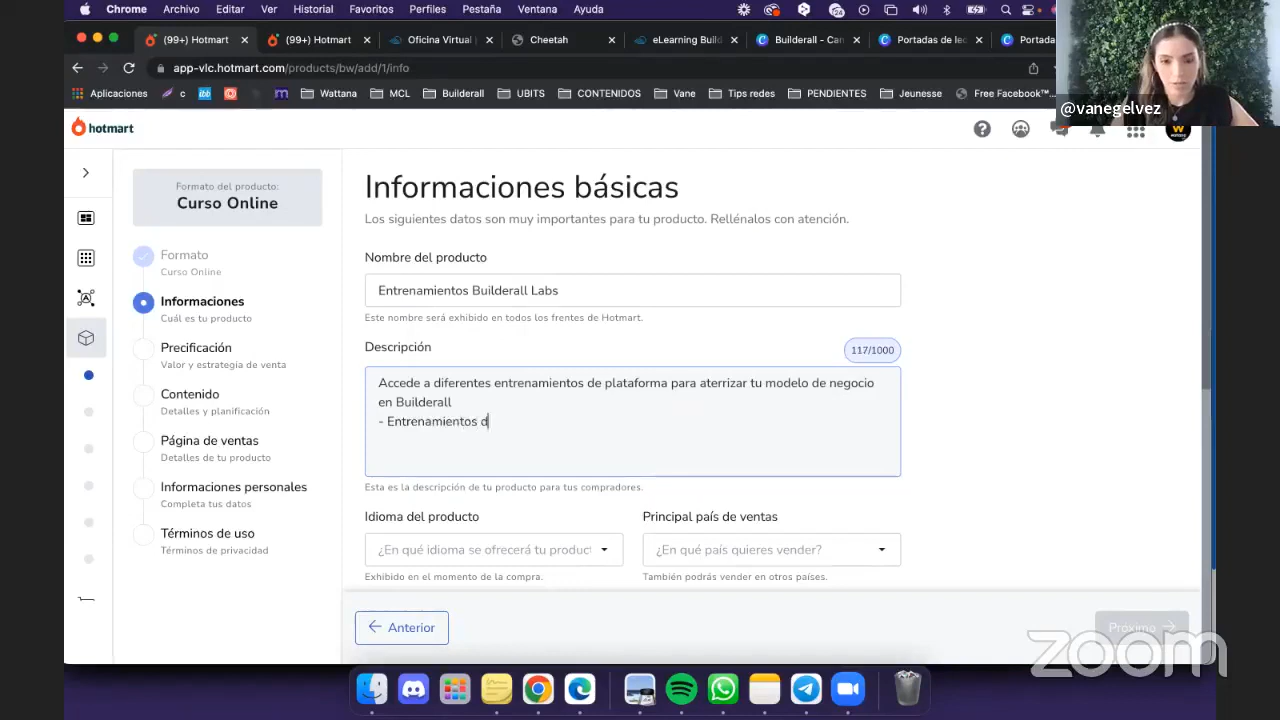 Chrome Archivo Editar Ver Historial Favoritos Perfiles Pestaña Ventana Ayuda
(99+) Hotmart
(99+) Hotmart
Oficina Virtual
Cheetah
eLearning Build
Builderall - Can
Portadas de lec
Portada
app-vlc.hotmart.com/products/bw/add/1/info
Aplicaciones
c
Wattana
MCL
Builderall
UBITS
CONTENIDOS
Vane
Tips redes
PENDIENTES
Jeunesse
Free Facebook™...
@vanegelvez
hotmart
Formato del producto:
Curso Online
Formato
Curso Online
Informaciones
Cuál es tu producto
Precificación
Valor y estrategia de venta
Contenido
Detalles y planificación
Página de ventas
Detalles de tu producto
Informaciones personales
Completa tus datos
Términos de uso
Términos de privacidad
Informaciones básicas
Los siguientes datos son muy importantes para tu producto. Rellénalos con atención.
Nombre del producto
Entrenamientos Builderall Labs
Este nombre será exhibido en todos los frentes de Hotmart.
Descripción
117/1000
Accede a diferentes entrenamientos de plataforma para aterrizar tu modelo de negocio
en Builderall
- Entrenamientos d
Esta es la descripción de tu producto para tus compradores.
Idioma del producto
Principal país de ventas
¿En qué idioma se ofrecerá tu product
¿En qué país quieres vender?
Exhibido en el momento de la compra.
También podrás vender en otros países.
Anterior
Próximo
zoom